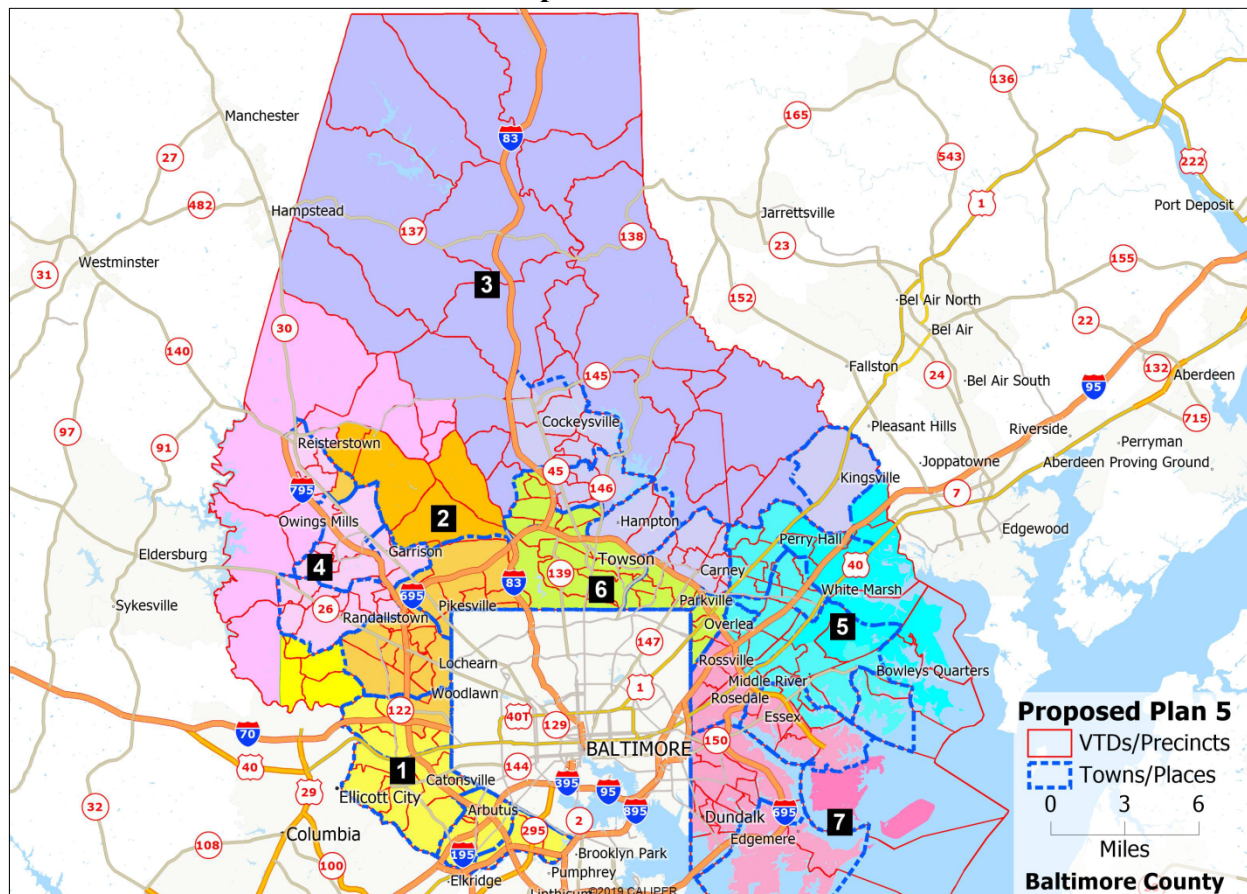 136
165
Manchester
543
83
27
222
1
482
Port Deposit
Hampstead
Jarrettsville
137
138
23
155
Westminster
31
3
152
Bel Air North
22
30
Bel Air
140
Fallston
132
145
24
Bel Air South
Aberdeen
95
97
Cockeysville
715
91
Reisterstown
Pleasant Hills
Riverside
Perryman
45
Joppatowne
Aberdeen Proving Ground
795
146
Kingsville
7
Owings Mills
2
Hampton
Edgewood
Eldersburg
Garrison
Perry Hall
4
Towson
40
139
Carney
695
83
White Marsh
26
6
Sykesville
Pikesville
Parkville
Randallstown
Overlea
5
147
Lochearn
Rossville
Bowleys Quarters
1
Middle River
Woodlawn
Rosedale
122
40T
129
Essex
70
150
BALTIMORE
1
144
40
Catonsville
395
29
Ellicott City
95
32
Arbutus
895
Dundalk
695
295
2
7
Columbia
Edgemere
108
195
Brooklyn Park
100
Pumphrey
Elkridge
Linthicum
©2019 CALIPER
Proposed Plan 5
VTDs/Precincts
Towns/Places
0 3 6
Miles
Baltimore County